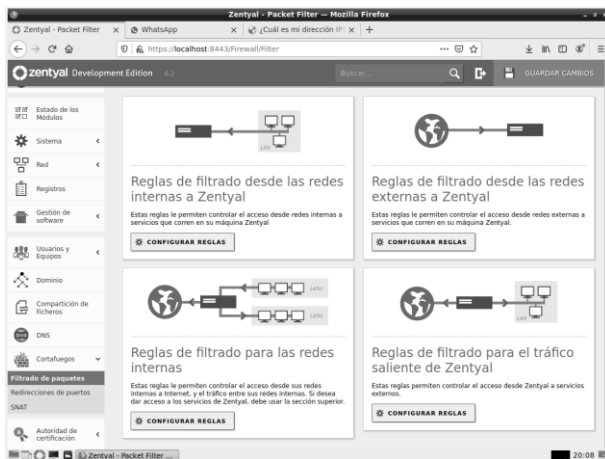 Zentyal - Packet Filter — Mozilla Firefox
Zentyal - Packet Filter
WhatsApp
¿Cuál es mi dirección IP
https://localhost:8443/Firewall/Filter
zentyal Development Edition 6.2
Buscar...
GUARDAR CAMBIOS
Estado de los
Módulos
Sistema
Red
Registros
Gestión de
software
Usuarios y
Equipos
Dominio
Compartición de
Ficheros
DNS
Cortafuegos
Filtrado de paquetes
Redirecciones de puertos
SNAT
Autoridad de
certificación
LAN
Reglas de filtrado desde las redes
internas a Zentyal
Estas reglas le permiten controlar el acceso desde redes internas a
servicios que corren en su máquina Zentyal
CONFIGURAR REGLAS
Reglas de filtrado desde las redes
externas a Zentyal
Estas reglas le permiten controlar el acceso desde redes externas a
servicios que corren en su máquina Zentyal.
CONFIGURAR REGLAS
LAN1
LAN2
Reglas de filtrado para las redes
internas
Estas reglas le permiten controlar el acceso desde sus redes
internas a Internet, y el tráfico entre sus redes internas. Si desea
dar acceso a los servicios de Zentyal, debe usar la sección superior.
CONFIGURAR REGLAS
LAN
Reglas de filtrado para el tráfico
saliente de Zentyal
Estas reglas permiten controlar el acceso desde Zentyal a servicios
externos.
CONFIGURAR REGLAS
Zentyal - Packet Filter ...
20:08